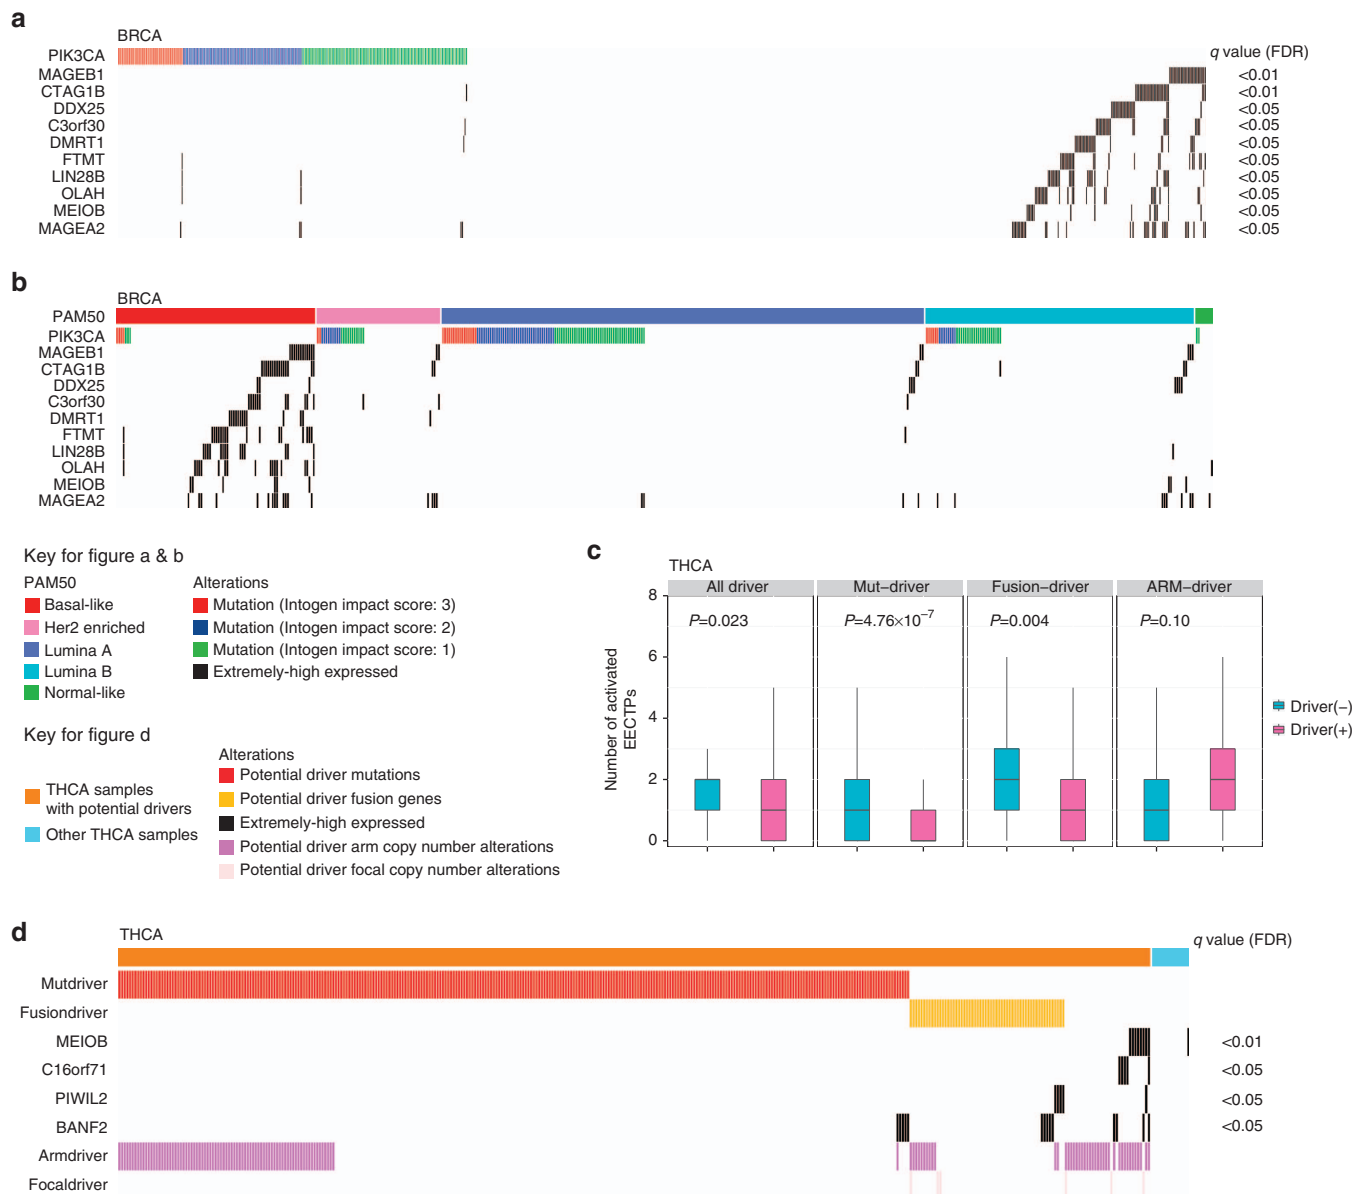 a
BRCA
q value (FDR)
PIK3CA
MAGEB1 <0.01
CTAG1B <0.01
DDX25 <0.05
C3orf30 <0.05
DMRT1 <0.05
FTMT <0.05
LIN28B <0.05
OLAH <0.05
MEIOB <0.05
MAGEA2 <0.05
b
BRCA
PAM50
PIK3CA
MAGEB1
CTAG1B
DDX25
C3orf30
DMRT1
FTMT
LIN28B
OLAH
MEIOB
MAGEA2
Key for figure a & b
PAM50
Basal-like
Her2 enriched
Lumina A
Lumina B
Normal-like
Alterations
Mutation (Intogen impact score: 3)
Mutation (Intogen impact score: 2)
Mutation (Intogen impact score: 1)
Extremely-high expressed
Key for figure d
THCA samples
with potential drivers
Other THCA samples
Alterations
Potential driver mutations
Potential driver fusion genes
Extremely-high expressed
Potential driver arm copy number alterations
Potential driver focal copy number alterations
c
THCA
All driver Mut–driver Fusion–driver ARM–driver
P=0.023 P=4.76×10⁻⁷ P=0.004 P=0.10
8
6
4
2
0
Number of activated
EECTPs
Driver(−)
Driver(+)
d
THCA
q value (FDR)
Mutdriver
Fusiondriver
MEIOB <0.01
C16orf71 <0.05
PIWIL2 <0.05
BANF2 <0.05
Armdriver
Focaldriver